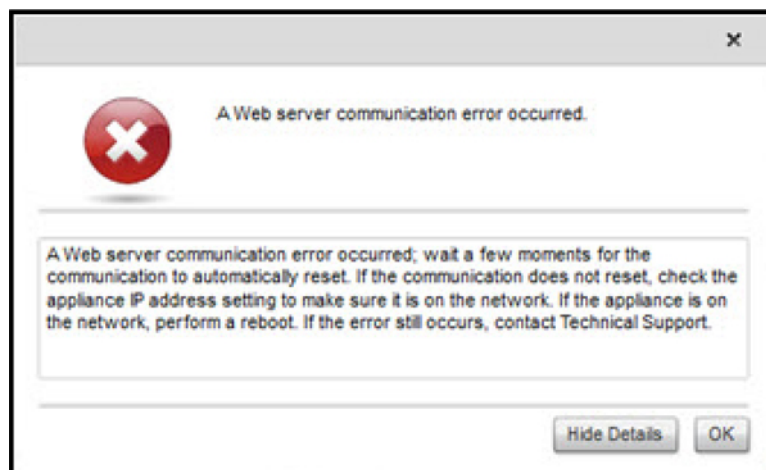 A Web server communication error occurred.
A Web server communication error occurred; wait a few moments for the
communication to automatically reset. If the communication does not reset, check the
appliance IP address setting to make sure it is on the network. If the appliance is on
the network, perform a reboot. If the error still occurs, contact Technical Support.
Hide Details
OK